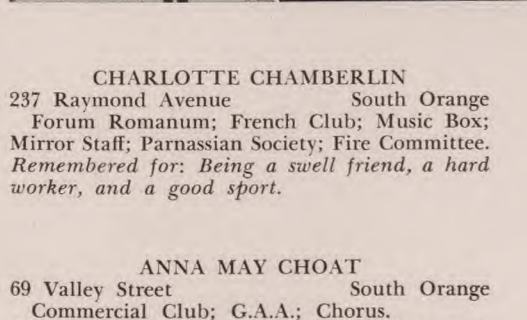 CHARLOTTE CHAMBERLIN
237 Raymond Avenue South Orange
Forum Romanum; French Club; Music Box;
Mirror Staff; Parnassian Society; Fire Committee.
Remembered for: Being a swell friend, a hard
worker, and a good sport.
ANNA MAY CHOAT
69 Valley Street South Orange
Commercial Club; G.A.A.; Chorus.